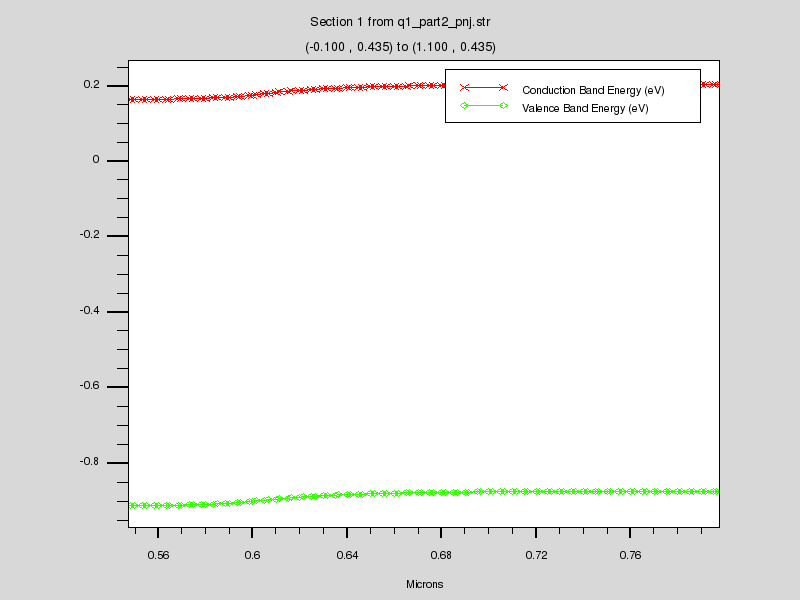 Section 1 from q1_part2_pnj.str
(-0.100 , 0.435) to (1.100 , 0.435)
Conduction Band Energy (eV)
Valence Band Energy (eV)
0.2
0
-0.2
-0.4
-0.6
-0.8
0.56
0.6
0.64
0.68
0.72
0.76
Microns